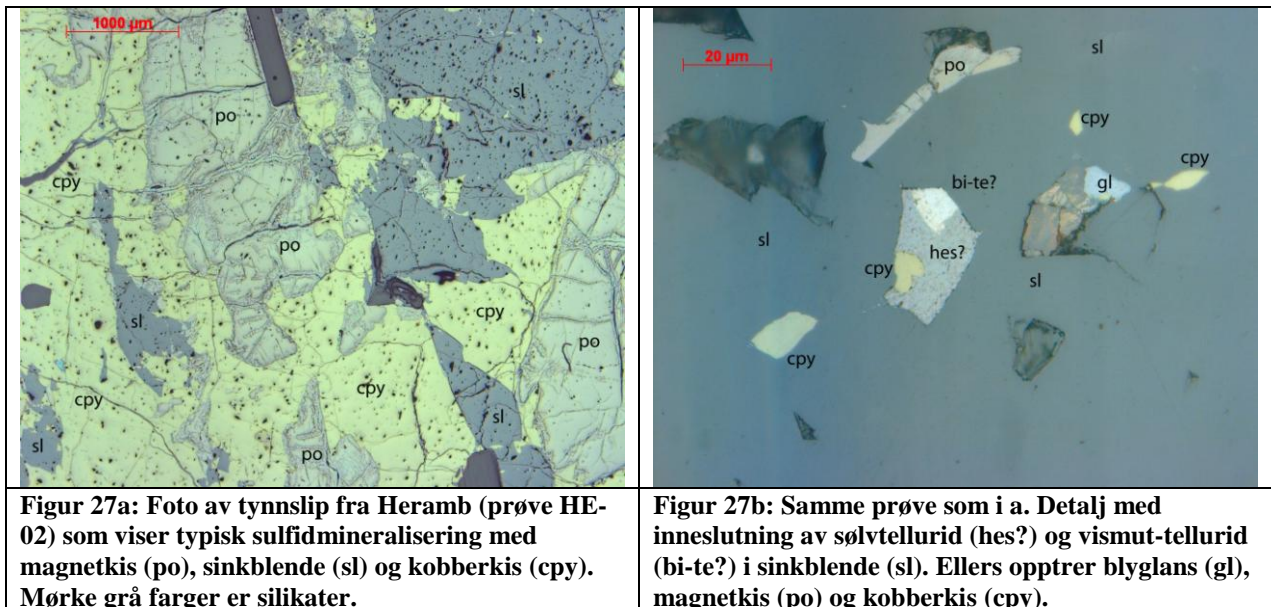 1000 µm
sl
po
cpy
po
cpy
sl
po
cpy
sl
sl
cpy
po
20 µm
sl
po
cpy
cpy
gl
bi-te?
sl
hes?
cpy
sl
cpy
Figur 27a: Foto av tynnslip fra Heramb (prøve HE-
02) som viser typisk sulfidmineralisering med
magnetkis (po), sinkblende (sl) og kobberkis (cpy).
Mørke grå farger er silikater.
Figur 27b: Samme prøve som i a. Detalj med
inneslutning av sølvtellurid (hes?) og vismut-tellurid
(bi-te?) i sinkblende (sl). Ellers opptrer blyglans (gl),
magnetkis (po) og kobberkis (cpy).